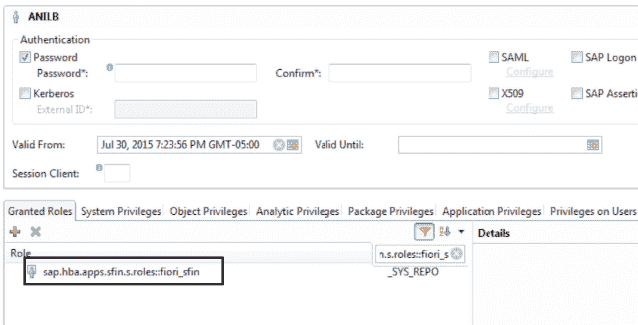 ANILB
Authentication
Password
SAML
SAP Logon
Password*:
Confirm*:
Configure
Kerberos
X509
SAP Asserti
External ID*:
Configure
Valid From:
Jul 30, 2015 7:23:56 PM GMT-05:00
Valid Until:
Session Client:
Granted Roles
System Privileges
Object Privileges
Analytic Privileges
Package Privileges
Application Privileges
Privileges on Users
Details
Role
n.s.roles::fiori_s
sap.hba.apps.sfin.s.roles::fiori_sfin
_SYS_REPO